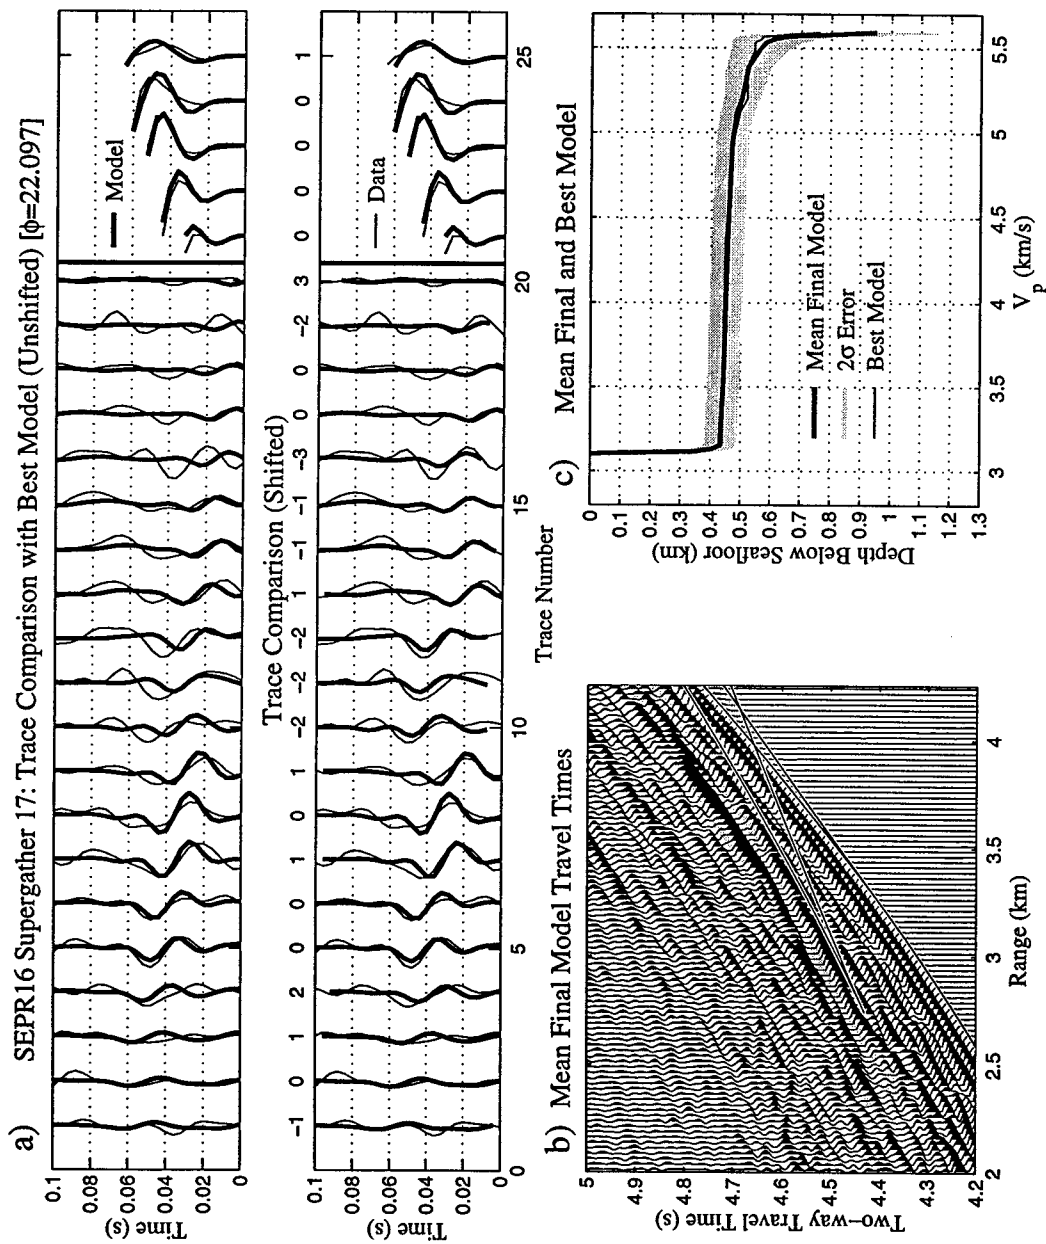 a)
SEPR16 Supergather 17: Trace Comparison with Best Model (Unshifted) [ϕ=22.097]
0.1
0.08
0.06
0.04
0.02
0
Time (s)
Model
Trace Comparison (Shifted)
0.1
0.08
0.06
0.04
0.02
0
Time (s)
-1 0 1 2 0 0 1 0 1 -2 -2 -2 1 -1 -1 -3 0 0 -2 3 0 0 0 0 1
Data
0 5 10 15 20 25
Trace Number
b) Mean Final Model Travel Times
5
4.9
4.8
4.7
4.6
4.5
4.4
4.3
4.2
Two-way Travel Time (s)
2 2.5 3 3.5 4
Range (km)
c) Mean Final and Best Model
0
0.1
0.2
0.3
0.4
0.5
0.6
0.7
0.8
0.9
1
1.1
1.2
1.3
Depth Below Seafloor (km)
Mean Final Model
2σ Error
Best Model
3 3.5 4 4.5 5 5.5
Vp (km/s)